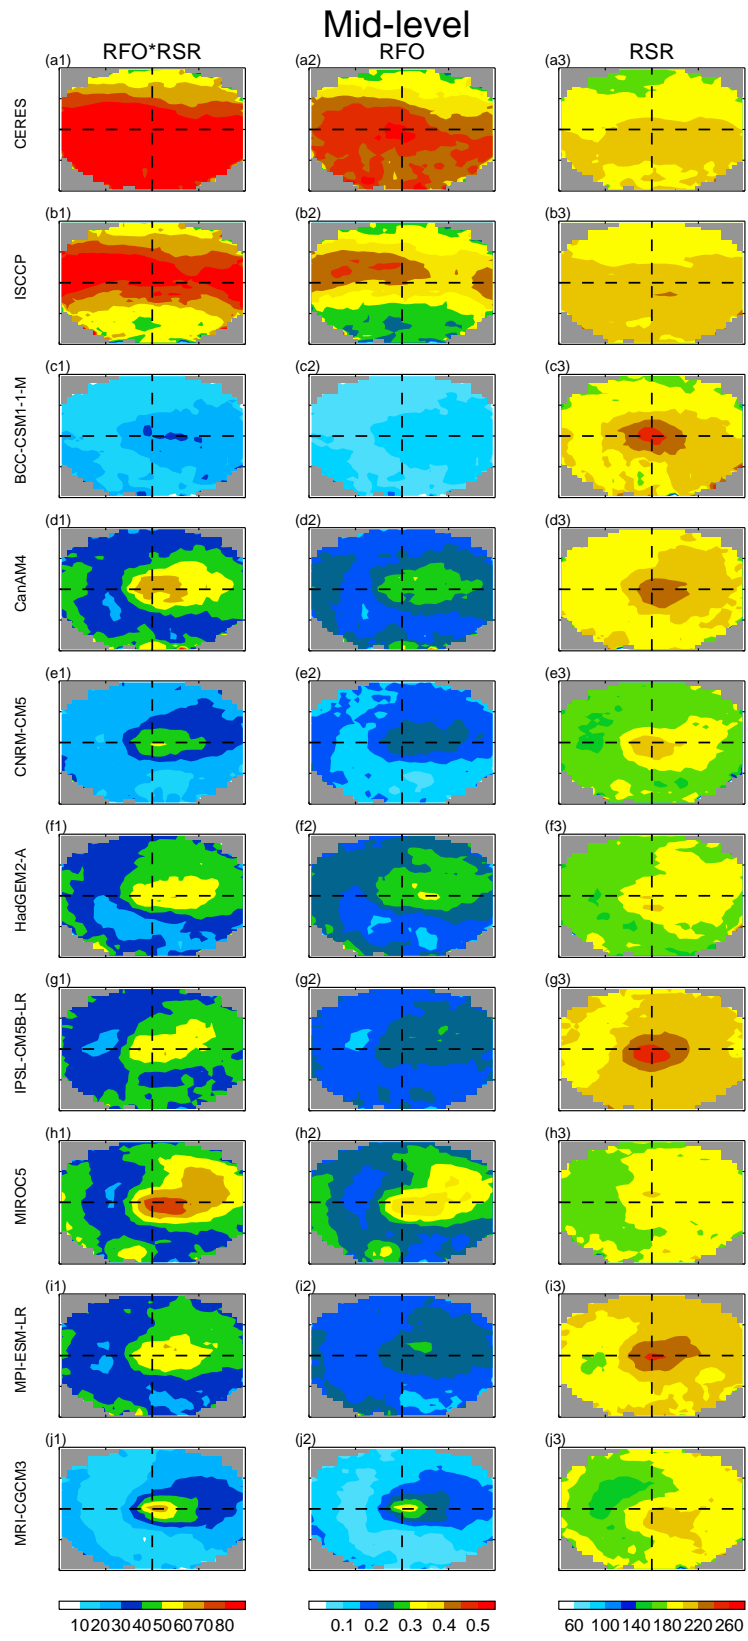 Mid-level
RFO*RSR RFO RSR
(a1) (a2) (a3)
CERES
(b1) (b2) (b3)
ISCCP
(c1) (c2) (c3)
BCC-CSM1-1-M
(d1) (d2) (d3)
CanAM4
(e1) (e2) (e3)
CNRM-CM5
(f1) (f2) (f3)
HadGEM2-A
(g1) (g2) (g3)
IPSL-CM5B-LR
(h1) (h2) (h3)
MIROC5
(i1) (i2) (i3)
MPI-ESM-LR
(j1) (j2) (j3)
MRI-CGCM3
10 20 30 40 50 60 70 80 0.1 0.2 0.3 0.4 0.5 60 100 140 180 220 260